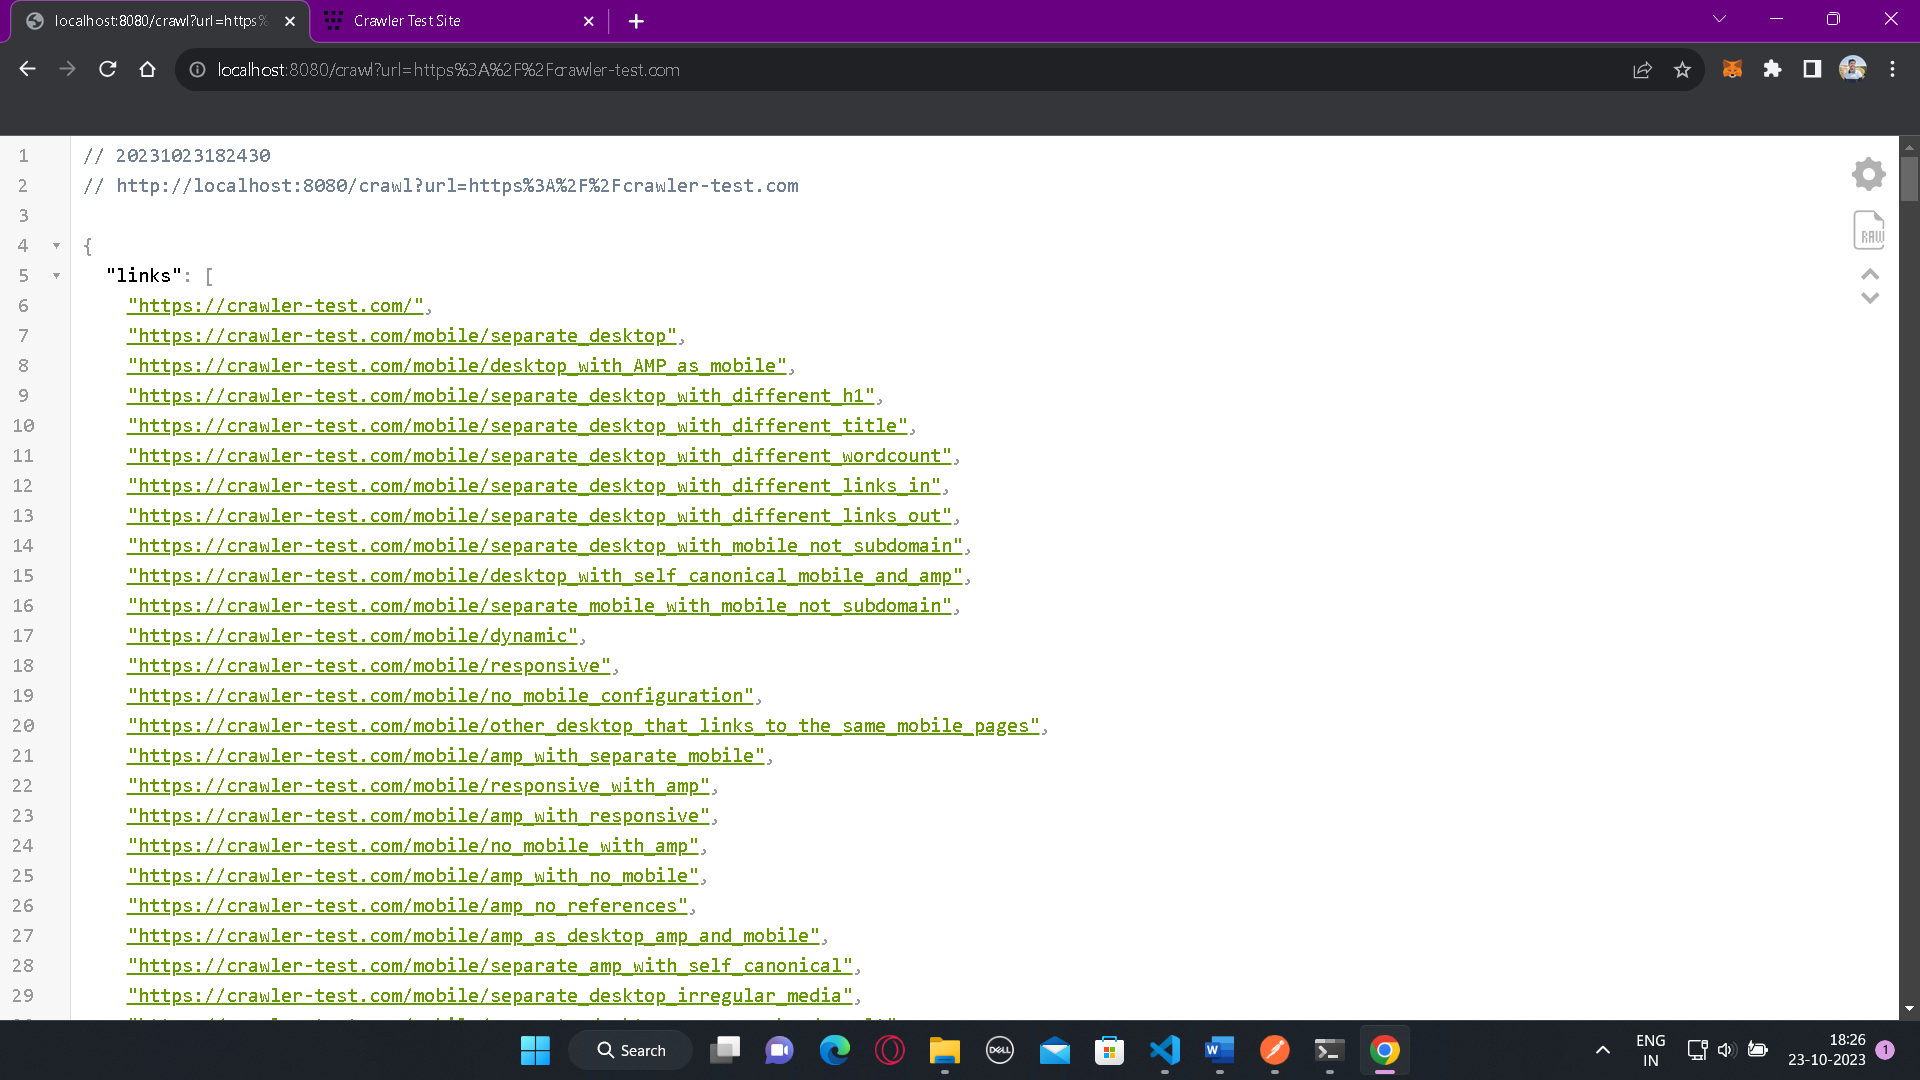 localhost:8080/crawl?url=https%
Crawler Test Site
localhost:8080/crawl?url=https%3A%2F%2Fcrawler-test.com
1 // 20231023182430
2 // http://localhost:8080/crawl?url=https%3A%2F%2Fcrawler-test.com
3
4 {
5 "links": [
6 "https://crawler-test.com/",
7 "https://crawler-test.com/mobile/separate_desktop",
8 "https://crawler-test.com/mobile/desktop_with_AMP_as_mobile",
9 "https://crawler-test.com/mobile/separate_desktop_with_different_h1",
10 "https://crawler-test.com/mobile/separate_desktop_with_different_title",
11 "https://crawler-test.com/mobile/separate_desktop_with_different_wordcount",
12 "https://crawler-test.com/mobile/separate_desktop_with_different_links_in",
13 "https://crawler-test.com/mobile/separate_desktop_with_different_links_out",
14 "https://crawler-test.com/mobile/separate_desktop_with_mobile_not_subdomain",
15 "https://crawler-test.com/mobile/desktop_with_self_canonical_mobile_and_amp",
16 "https://crawler-test.com/mobile/separate_mobile_with_mobile_not_subdomain",
17 "https://crawler-test.com/mobile/dynamic",
18 "https://crawler-test.com/mobile/responsive",
19 "https://crawler-test.com/mobile/no_mobile_configuration",
20 "https://crawler-test.com/mobile/other_desktop_that_links_to_the_same_mobile_pages",
21 "https://crawler-test.com/mobile/amp_with_separate_mobile",
22 "https://crawler-test.com/mobile/responsive_with_amp",
23 "https://crawler-test.com/mobile/amp_with_responsive",
24 "https://crawler-test.com/mobile/no_mobile_with_amp",
25 "https://crawler-test.com/mobile/amp_with_no_mobile",
26 "https://crawler-test.com/mobile/amp_no_references",
27 "https://crawler-test.com/mobile/amp_as_desktop_amp_and_mobile",
28 "https://crawler-test.com/mobile/separate_amp_with_self_canonical",
29 "https://crawler-test.com/mobile/separate_desktop_irregular_media",
RAW
Search
DELL
ENG
IN
18:26
23-10-2023
1